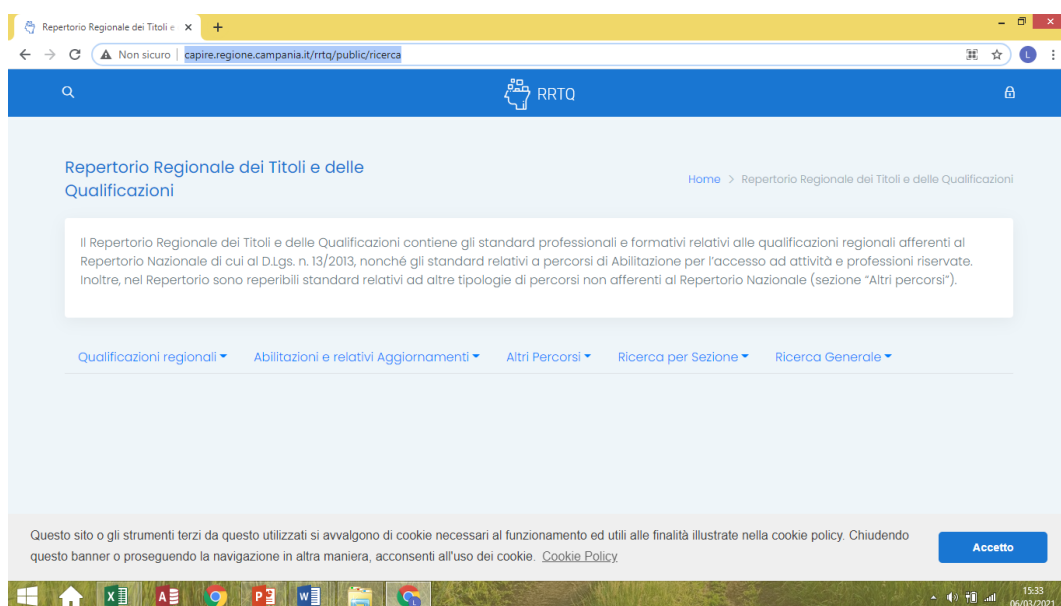 Repertorio Regionale dei Titoli e
Non sicuro | capire.regione.campania.it/rrtq/public/ricerca
L
RRTQ
Repertorio Regionale dei Titoli e delle
Qualificazioni
Home > Repertorio Regionale dei Titoli e delle Qualificazioni
Il Repertorio Regionale dei Titoli e delle Qualificazioni contiene gli standard professionali e formativi relativi alle qualificazioni regionali afferenti al
Repertorio Nazionale di cui al D.Lgs. n. 13/2013, nonché gli standard relativi a percorsi di Abilitazione per l'accesso ad attività e professioni riservate.
Inoltre, nel Repertorio sono reperibili standard relativi ad altre tipologie di percorsi non afferenti al Repertorio Nazionale (sezione "Altri percorsi").
Qualificazioni regionali Abilitazioni e relativi Aggiornamenti Altri Percorsi Ricerca per Sezione Ricerca Generale
Questo sito o gli strumenti terzi da questo utilizzati si avvalgono di cookie necessari al funzionamento ed utili alle finalità illustrate nella cookie policy. Chiudendo
questo banner o proseguendo la navigazione in altra maniera, acconsenti all'uso dei cookie. Cookie Policy
Accetto
15:33
06/03/2021